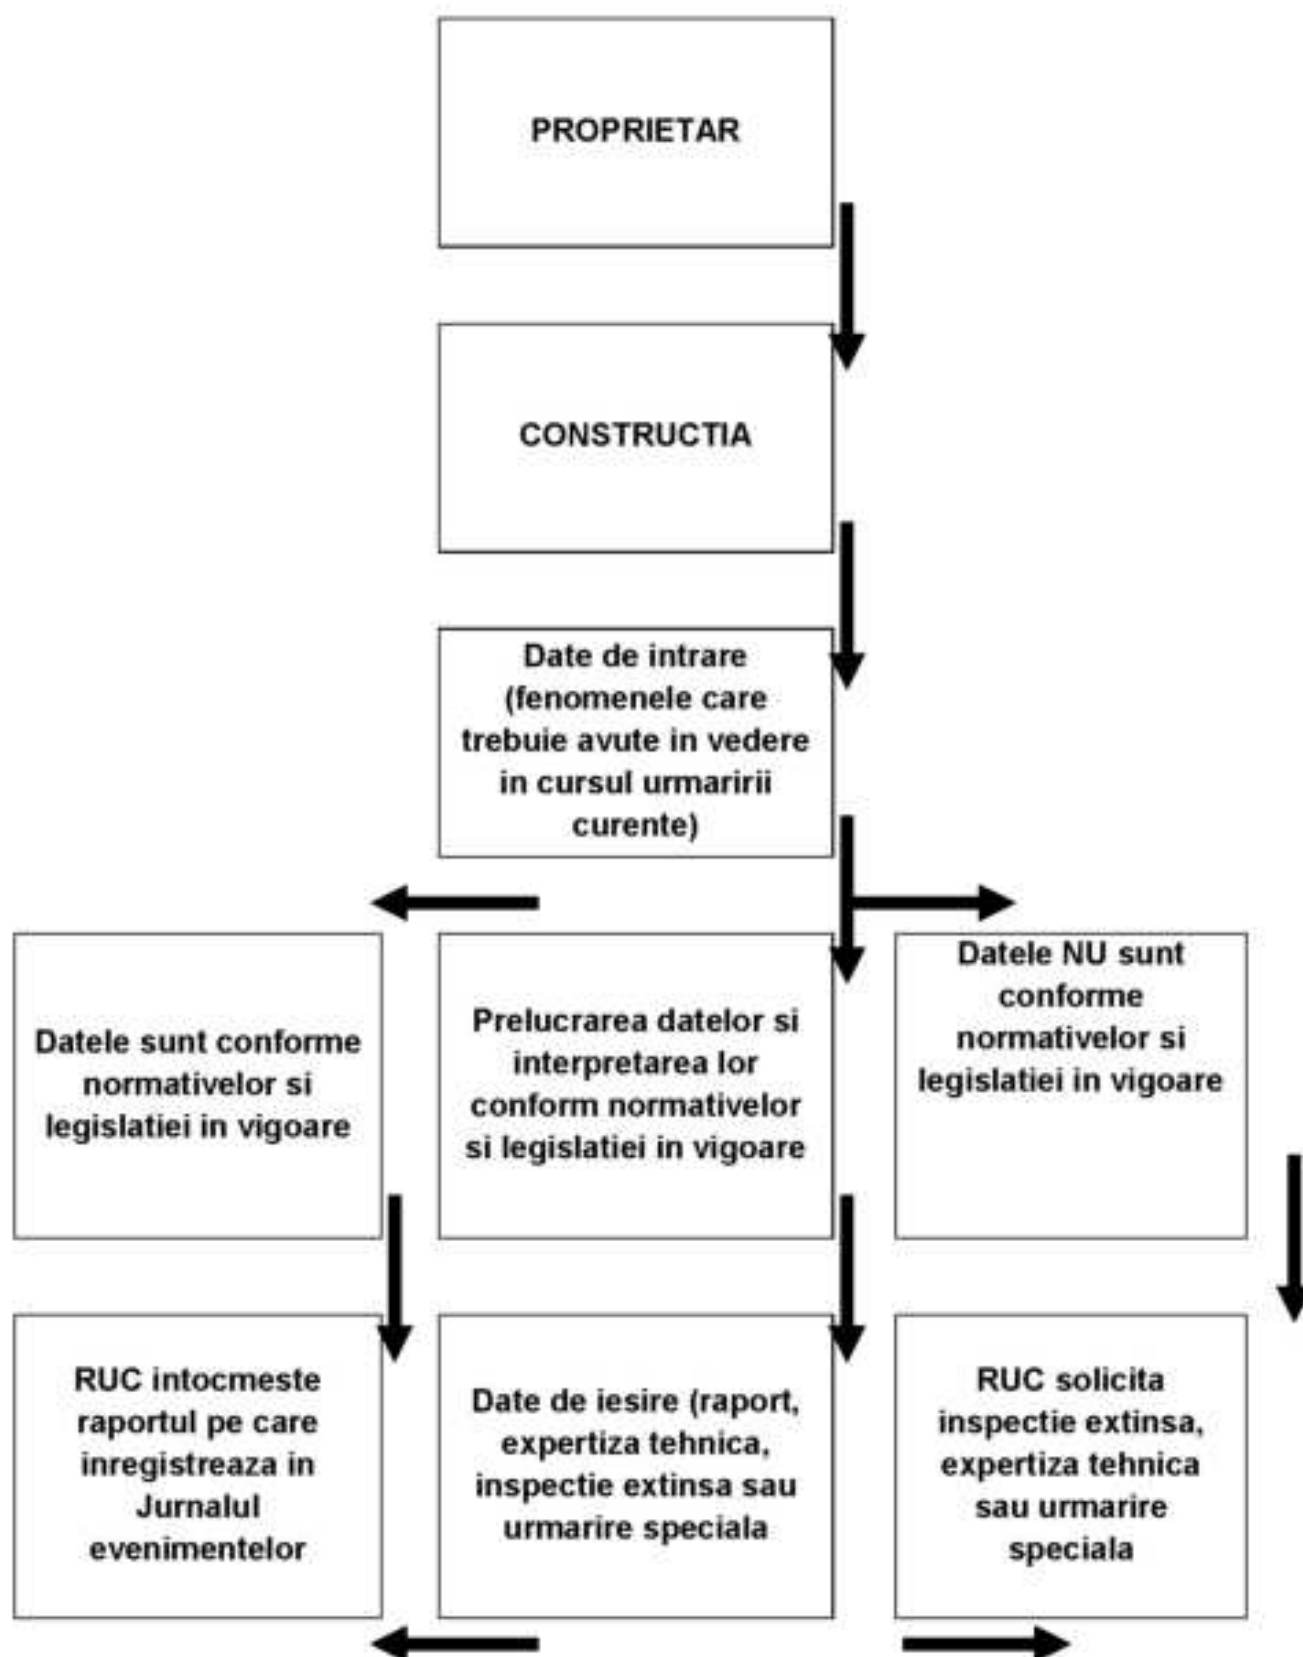 PROPRIETAR
CONSTRUCTIA
Date de intrare
(fenomenele care
trebuie avute in vedere
in cursul urmaririi
curente)
Datele sunt conforme
normativelor si
legislatiei in vigoare
Prelucrarea datelor si
interpretarea lor
conform normativelor
si legislatiei in vigoare
Datele NU sunt
conforme
normativelor si
legislatiei in vigoare
RUC intocmeste
raportul pe care
inregistreaza in
Jurnalul
evenimentelor
Date de iesire (raport,
expertiza tehnica,
inspectie extinsa sau
urmarire speciala
RUC solicita
inspectie extinsa,
expertiza tehnica
sau urmarire
speciala